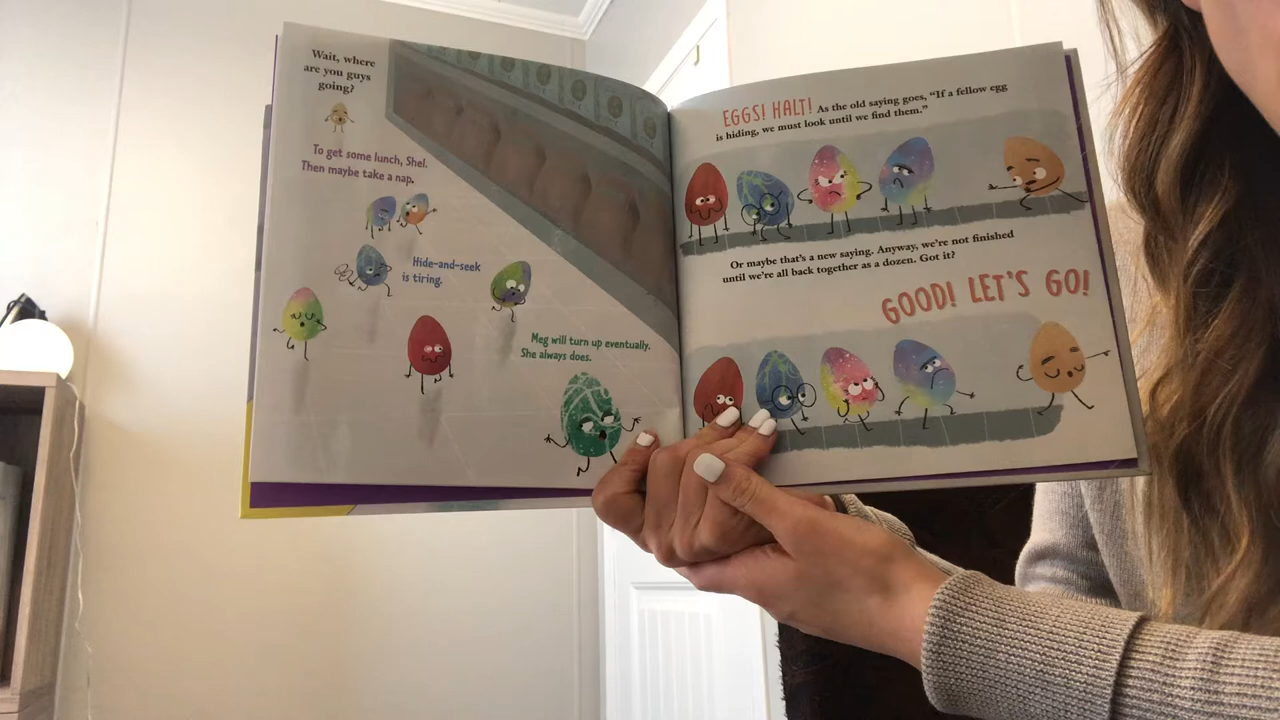 Wait, where
are you guys
going?
To get some lunch, Shel.
Then maybe take a nap.
Hide-and-seek
is tiring.
Meg will turn up eventually.
She always does.
EGGS! HALT! As the old saying goes, “If a fellow egg
is hiding, we must look until we find them.”
Or maybe that’s a new saying. Anyway, we’re not finished
until we’re all back together as a dozen. Got it?
GOOD! LET’S GO!